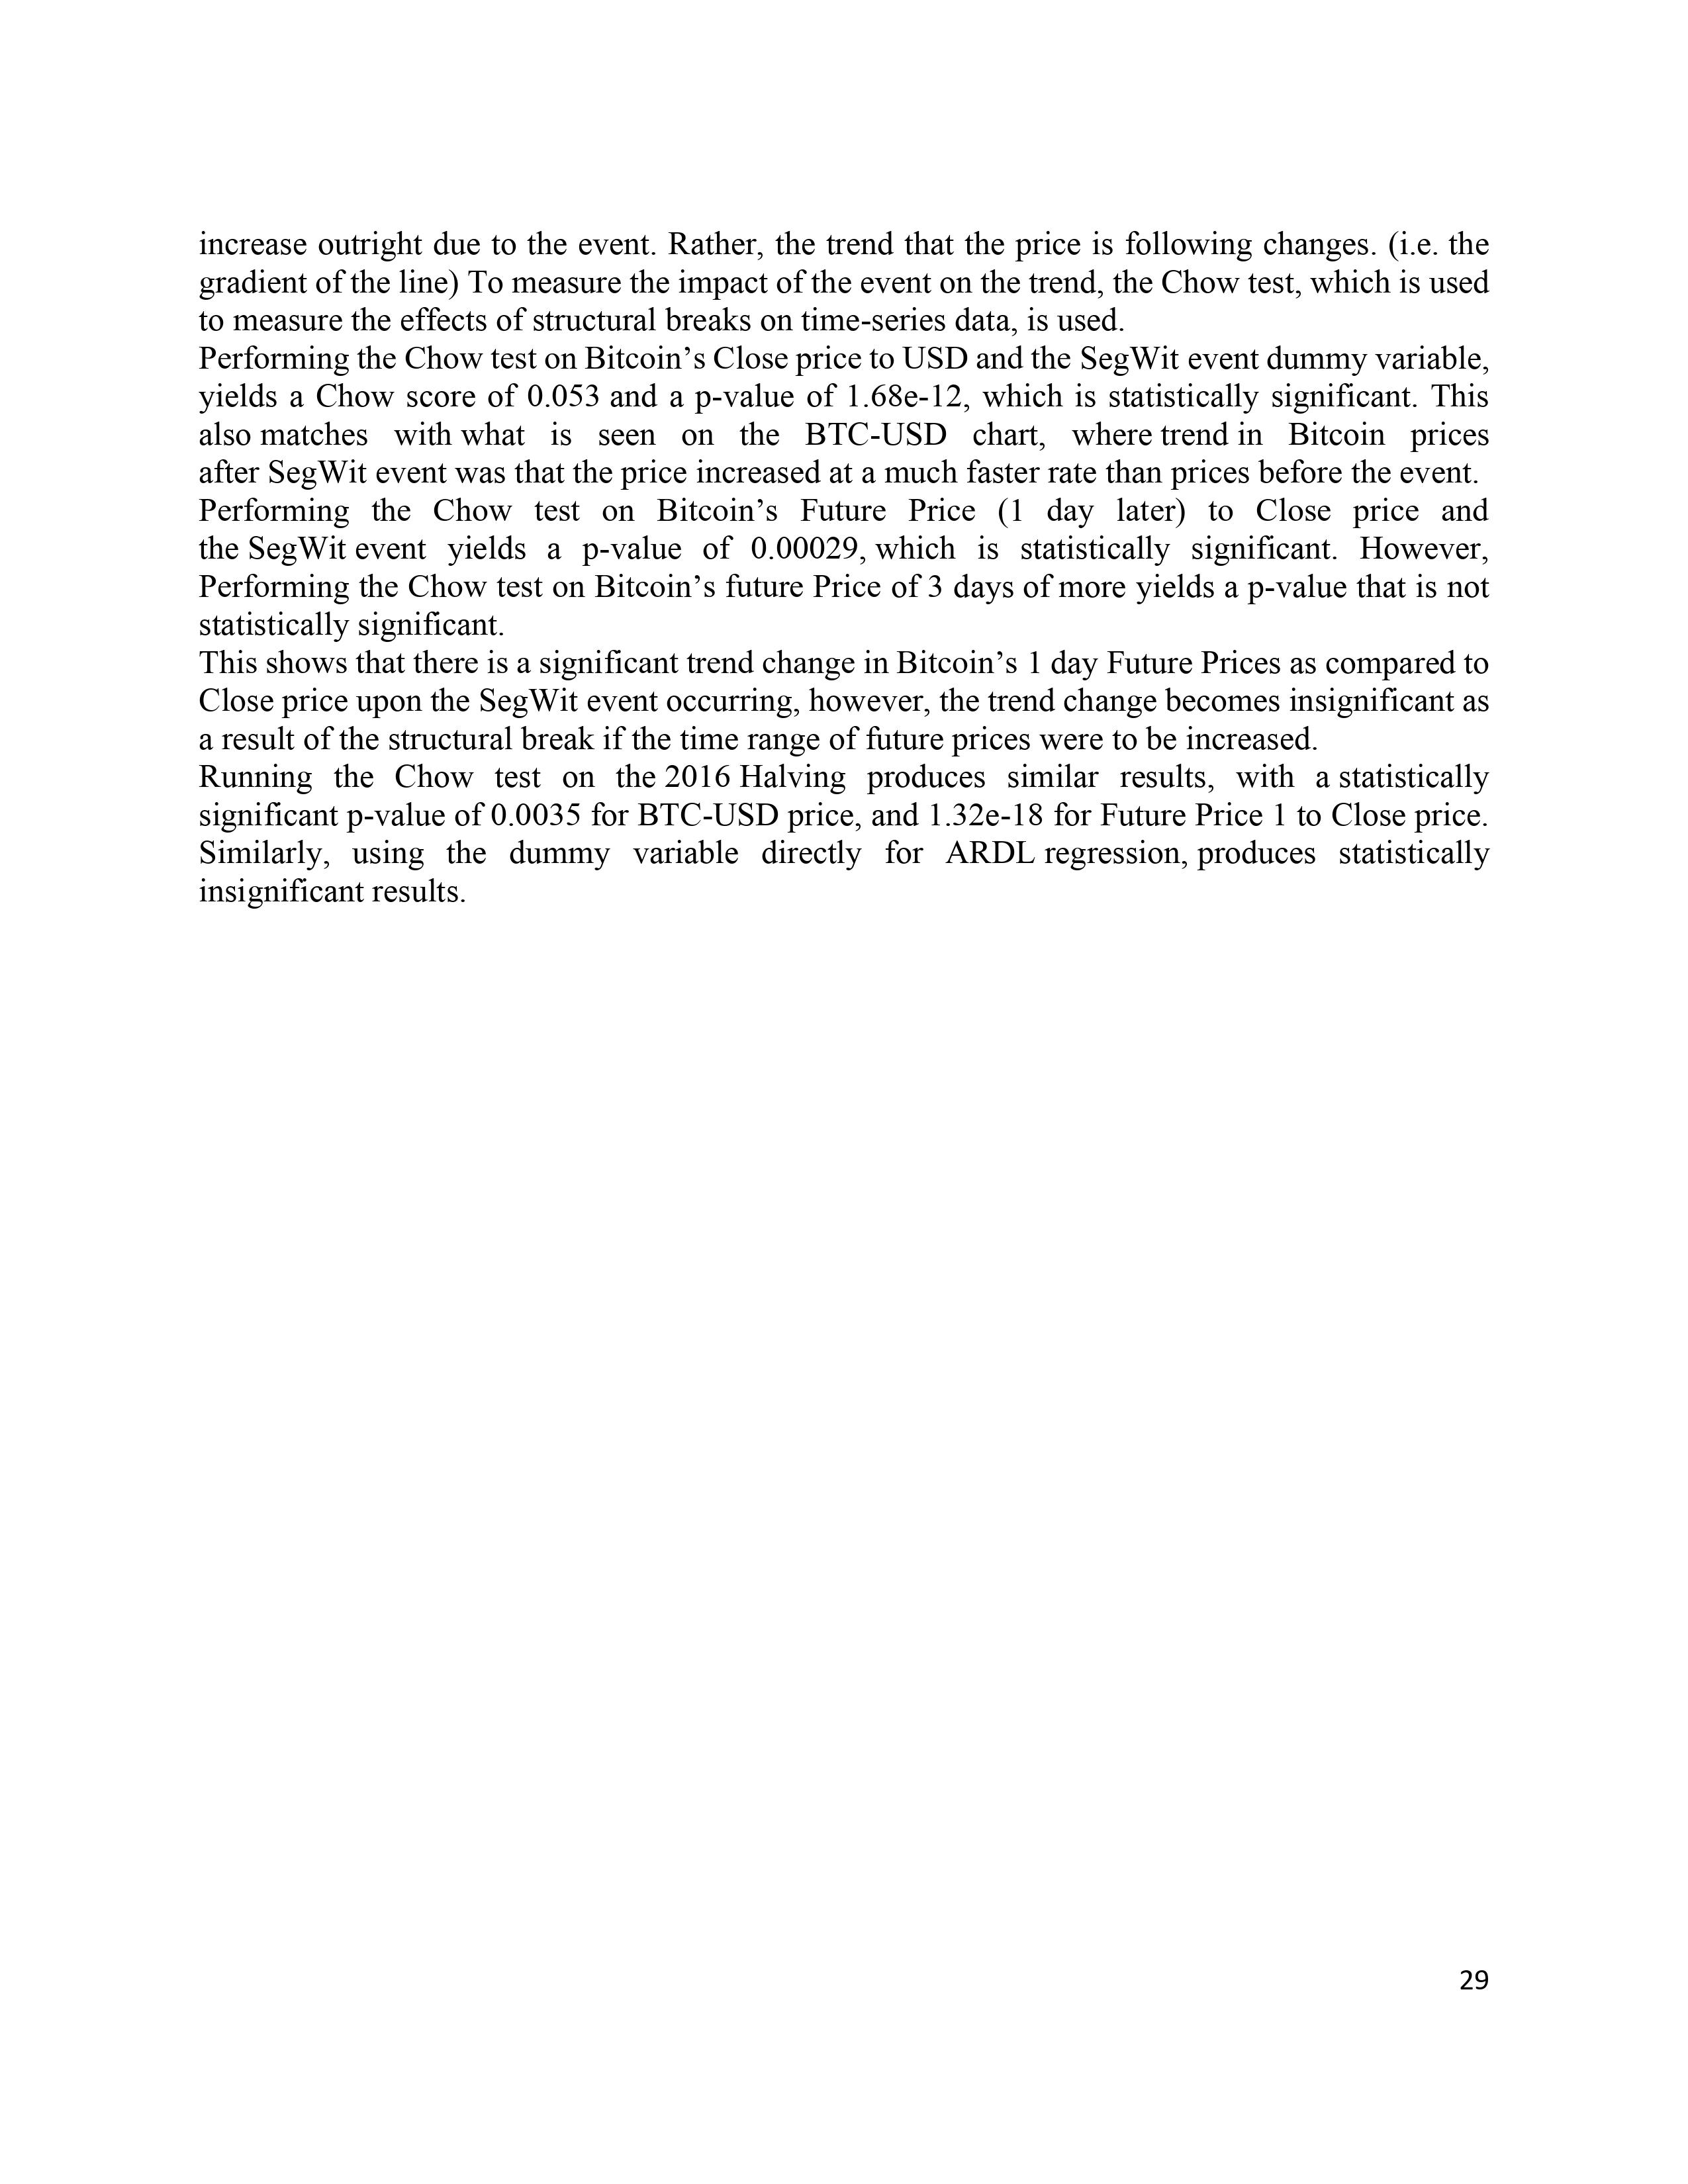 increase outright due to the event. Rather, the trend that the price is following changes. (i.e. the
gradient of the line) To measure the impact of the event on the trend, the Chow test, which is used
to measure the effects of structural breaks on time-series data, is used.
Performing the Chow test on Bitcoin’s Close price to USD and the SegWit event dummy variable,
yields a Chow score of 0.053 and a p-value of 1.68e-12, which is statistically significant. This
also matches with what is seen on the BTC-USD chart, where trend in Bitcoin prices
after SegWit event was that the price increased at a much faster rate than prices before the event.
Performing the Chow test on Bitcoin’s Future Price (1 day later) to Close price and
the SegWit event yields a p-value of 0.00029, which is statistically significant. However,
Performing the Chow test on Bitcoin’s future Price of 3 days of more yields a p-value that is not
statistically significant.
This shows that there is a significant trend change in Bitcoin’s 1 day Future Prices as compared to
Close price upon the SegWit event occurring, however, the trend change becomes insignificant as
a result of the structural break if the time range of future prices were to be increased.
Running the Chow test on the 2016 Halving produces similar results, with a statistically
significant p-value of 0.0035 for BTC-USD price, and 1.32e-18 for Future Price 1 to Close price.
Similarly, using the dummy variable directly for ARDL regression, produces statistically
insignificant results.
29